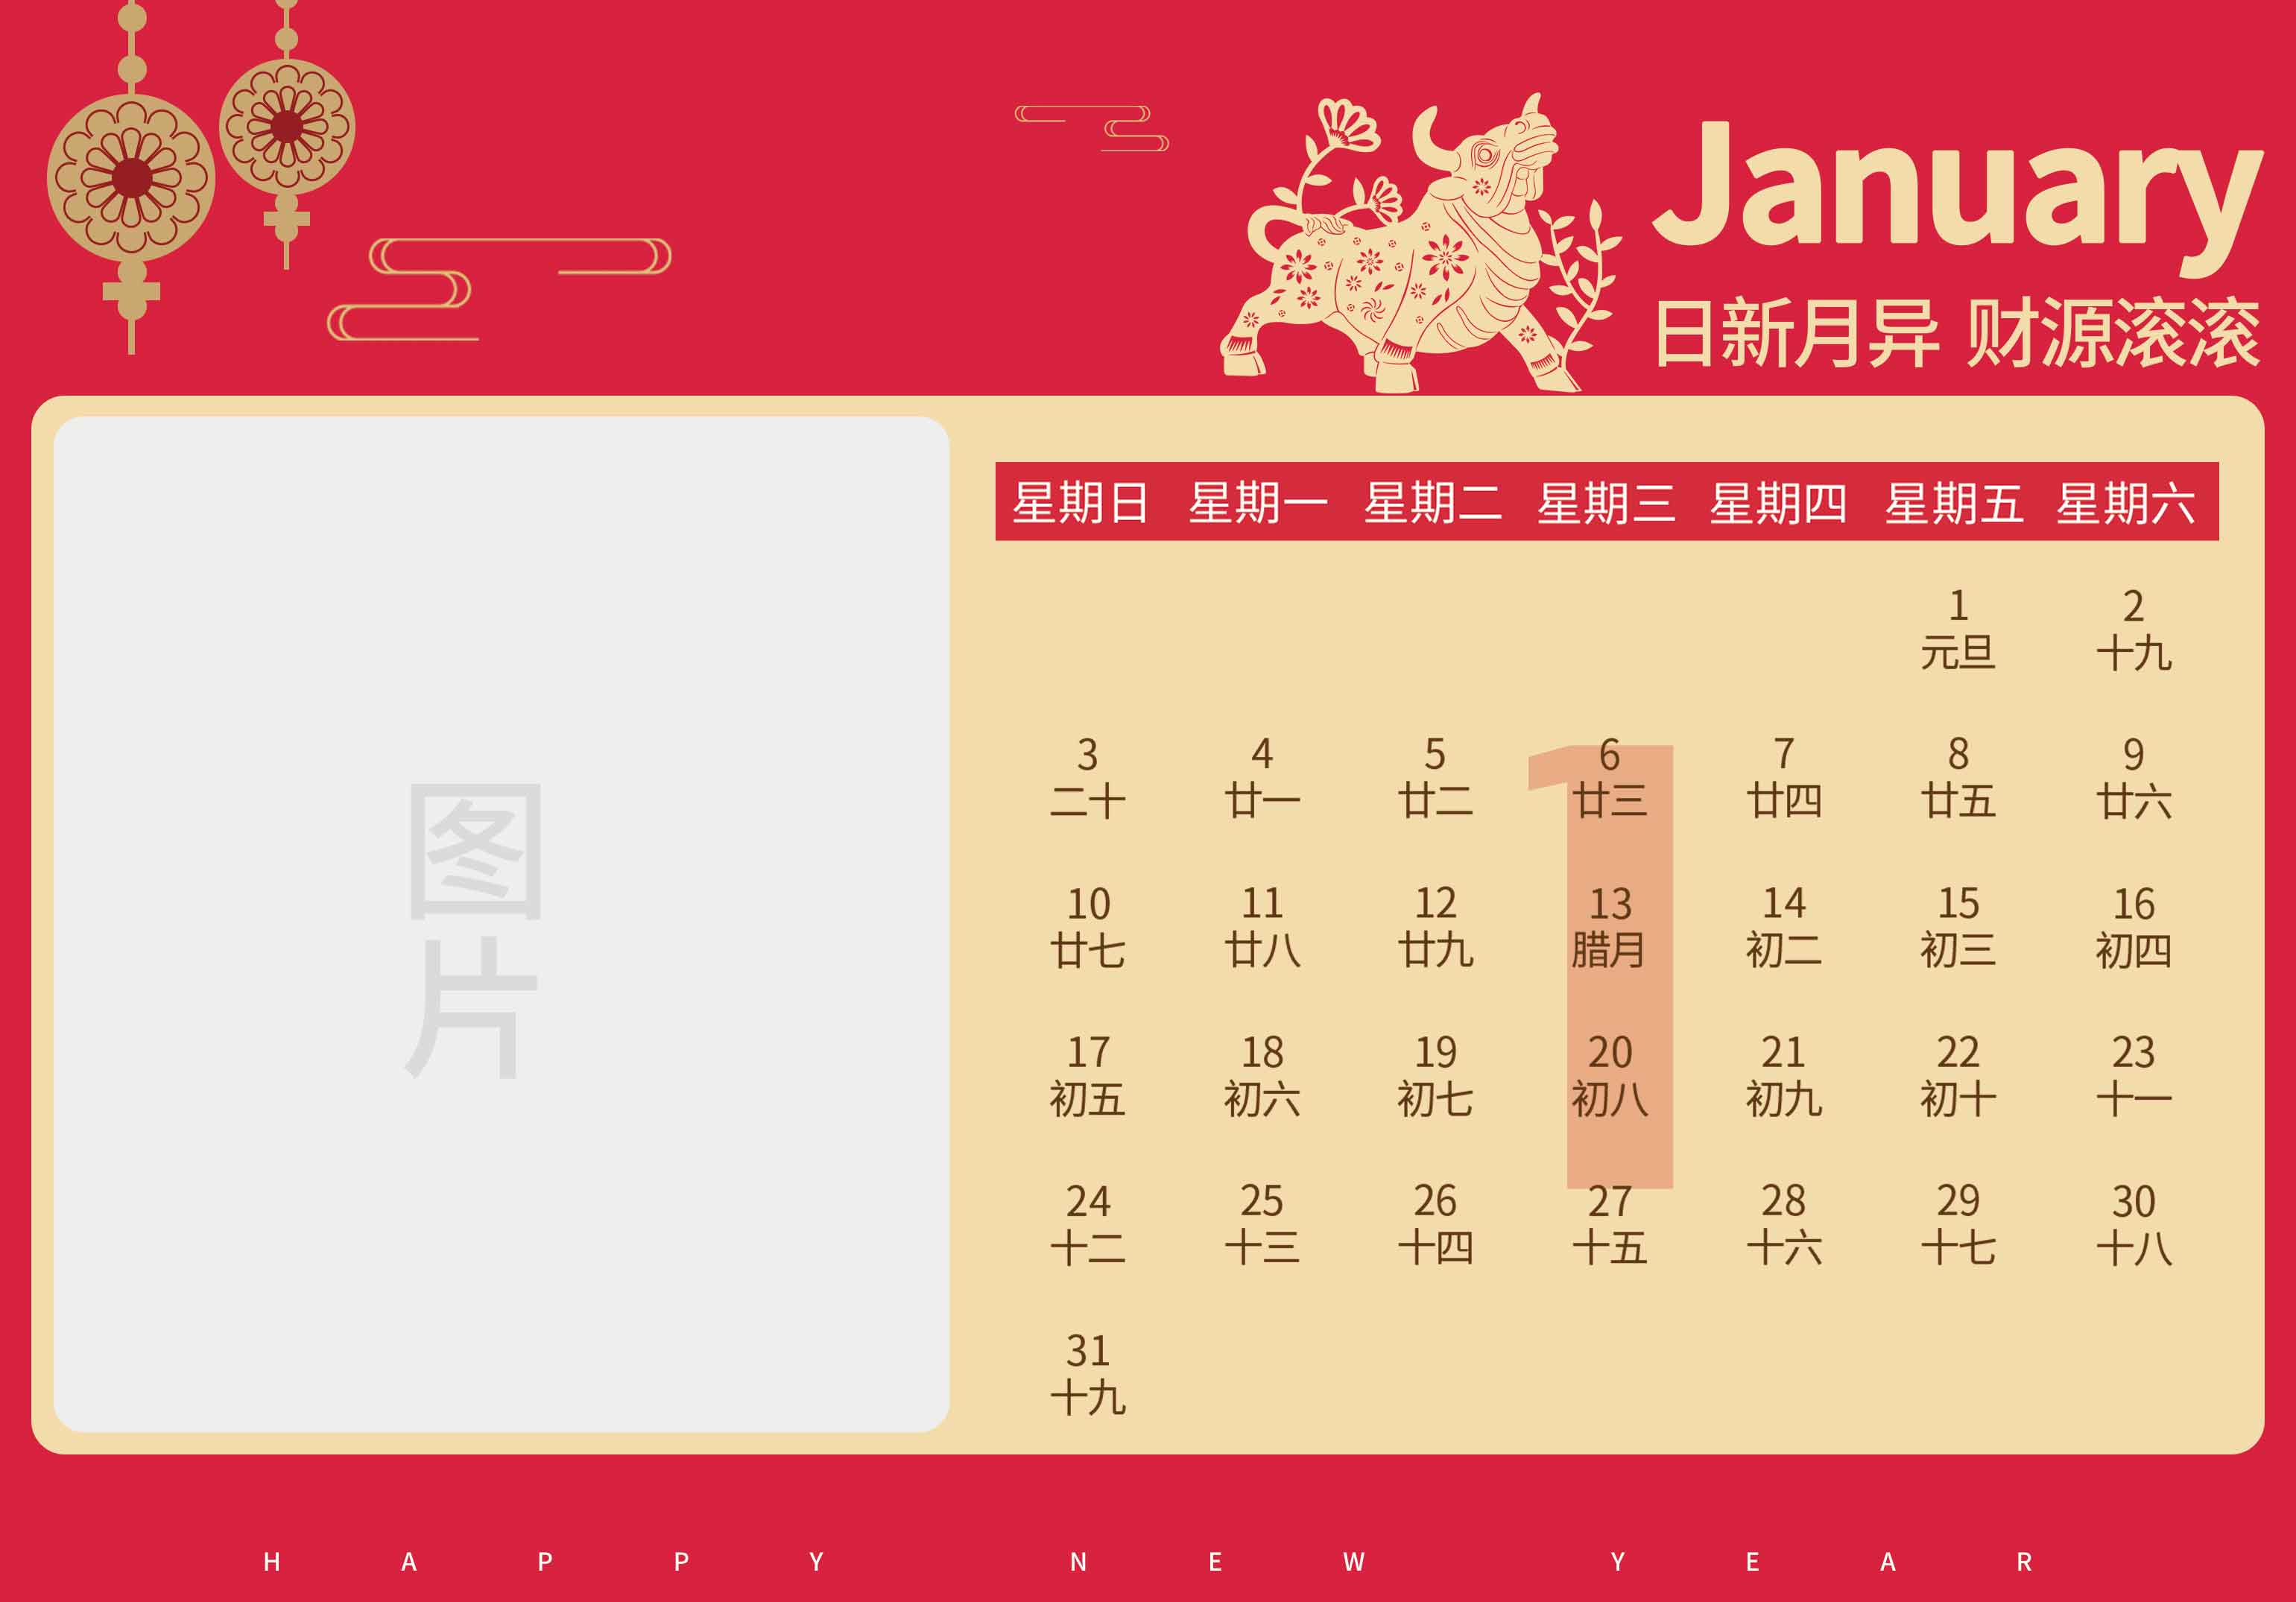 January
日新月异 财源滚滚
图
片
星期日 星期一 星期二 星期三 星期四 星期五 星期六
1 2
元旦 十九
3 4 5 6 7 8 9
二十 廿一 廿二 廿三 廿四 廿五 廿六
1
10 11 12 13 14 15 16
廿七 廿八 廿九 腊月 初二 初三 初四
17 18 19 20 21 22 23
初五 初六 初七 初八 初九 初十 十一
24 25 26 27 28 29 30
十二 十三 十四 十五 十六 十七 十八
31
十九
HAPPY NEW YEAR